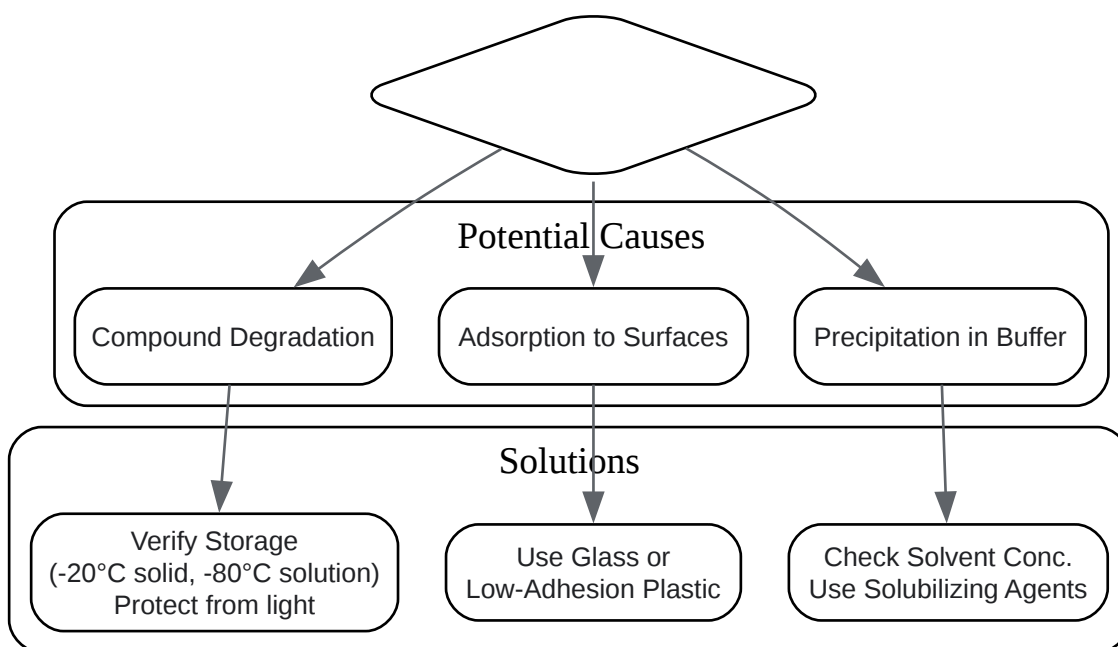 Potential Causes
Compound Degradation
Adsorption to Surfaces
Precipitation in Buffer
Solutions
Verify Storage
(-20°C solid, -80°C solution)
Protect from light
Use Glass or
Low-Adhesion Plastic
Check Solvent Conc.
Use Solubilizing Agents